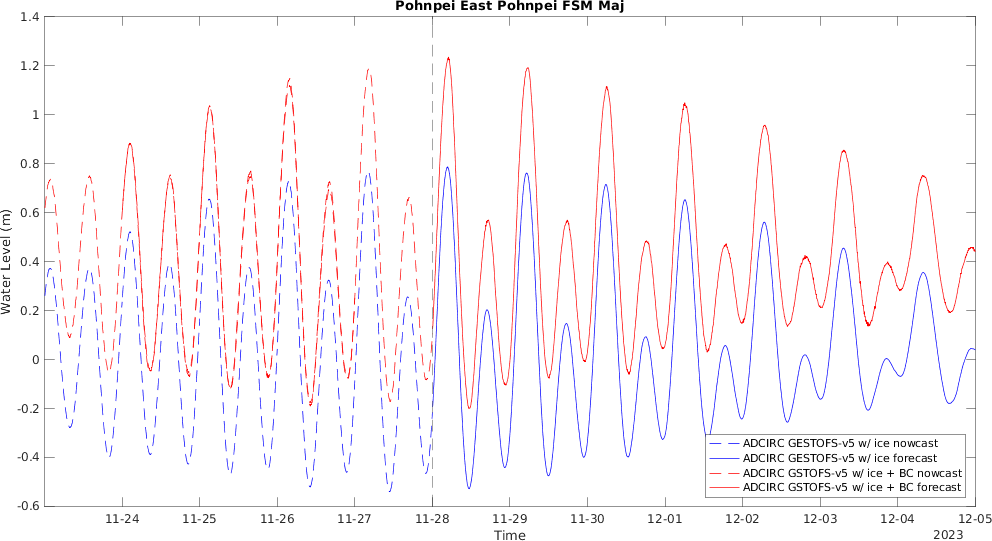 Pohnpei East Pohnpei FSM Maj
1.4
1.2
1
0.8
0.6
0.4
0.2
0
-0.2
-0.4
-0.6
Water Level (m)
ADCIRC GESTOFS-v5 w/ ice nowcast
ADCIRC GESTOFS-v5 w/ ice forecast
ADCIRC GSTOFS-v5 w/ ice + BC nowcast
ADCIRC GSTOFS-v5 w/ ice + BC forecast
11-24 11-25 11-26 11-27 11-28 11-29 11-30 12-01 12-02 12-03 12-04 12-05
Time
2023